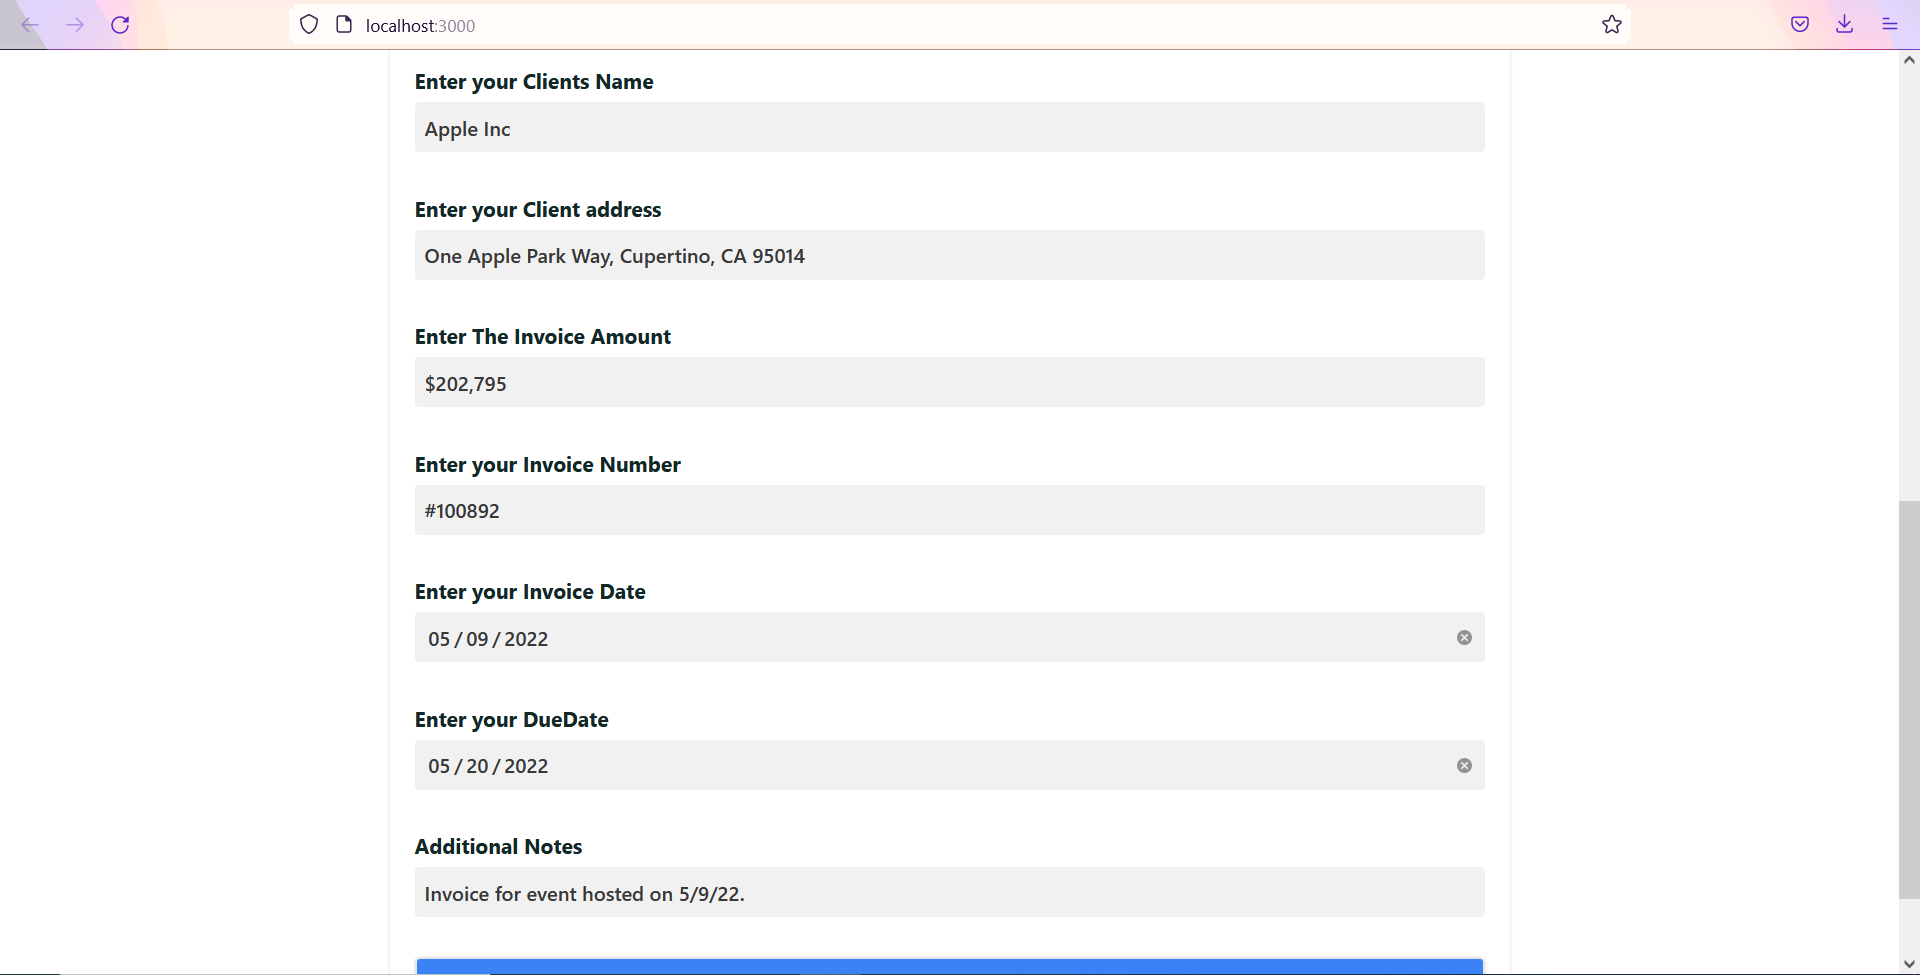 localhost:3000
Enter your Clients Name
Apple Inc
Enter your Client address
One Apple Park Way, Cupertino, CA 95014
Enter The Invoice Amount
$202,795
Enter your Invoice Number
#100892
Enter your Invoice Date
05 / 09 / 2022
Enter your DueDate
05 / 20 / 2022
Additional Notes
Invoice for event hosted on 5/9/22.